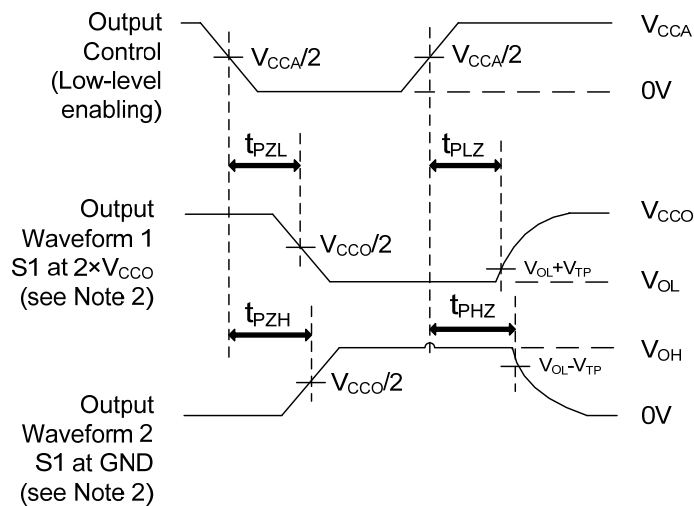 Output
Control
(Low-level
enabling)
VCCA/2
VCCA/2
VCCA
0V
tPZL
tPLZ
Output
Waveform 1
S1 at 2×VCCO
(see Note 2)
VCCO/2
VOL+VTP
VCCO
VOL
tPZH
tPHZ
Output
Waveform 2
S1 at GND
(see Note 2)
VCCO/2
VOL-VTP
VOH
0V